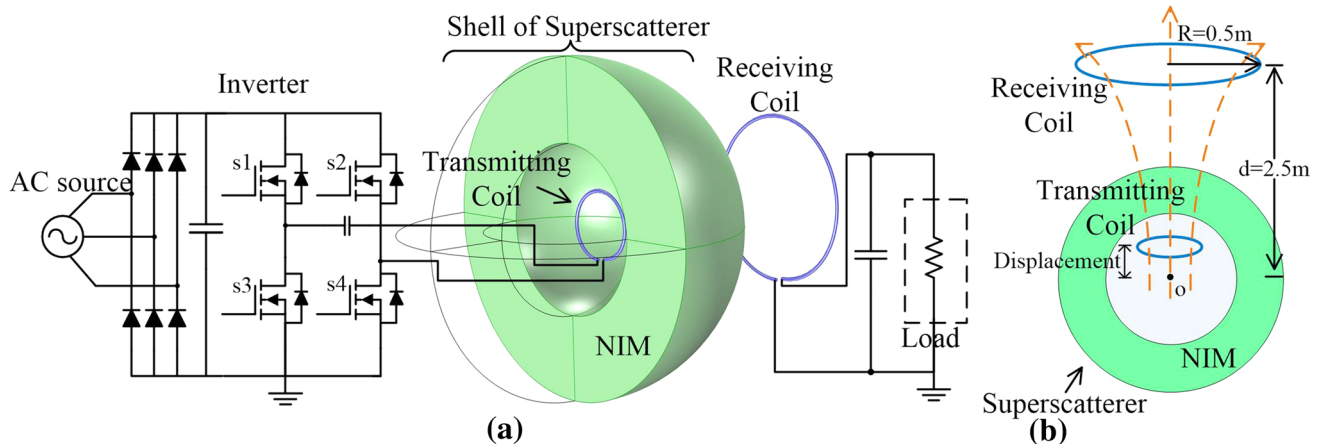 Shell of Superscatterer
Inverter
Receiving
Coil
s1
s2
Transmitting
Coil
AC source
s3
s4
NIM
Load
(a)
R=0.5m
Receiving
Coil
Transmitting
Coil
d=2.5m
Displacement
o
NIM
Superscatterer
(b)